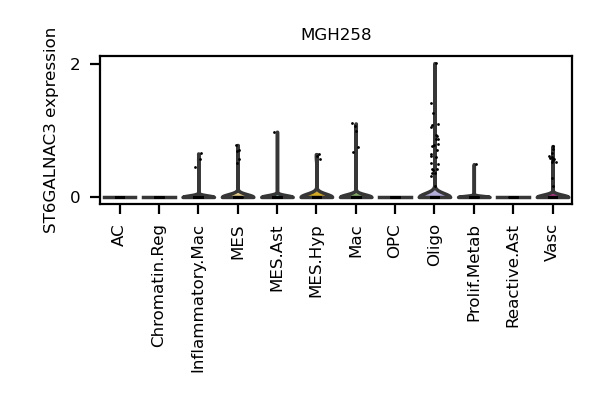 MGH258
ST6GALNAC3 expression
2
0
AC
Chromatin.Reg
Inflammatory.Mac
MES
MES.Ast
MES.Hyp
Mac
OPC
Oligo
Prolif.Metab
Reactive.Ast
Vasc